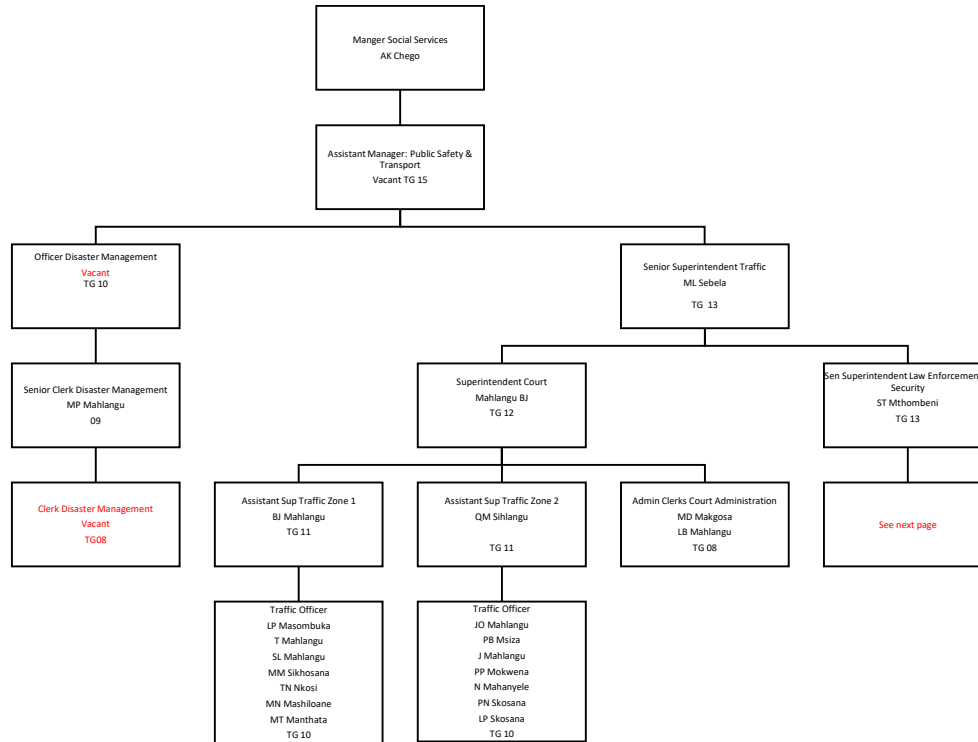 Manger Social Services
AK Chego
Assistant Manager: Public Safety &
Transport
Vacant TG 15
Officer Disaster Management
Vacant
TG 10
Senior Superintendent Traffic
ML Sebela
TG 13
Senior Clerk Disaster Management
MP Mahlangu
09
Superintendent Court
Mahlangu BJ
TG 12
Sen Superintendent Law Enforcemen
Security
ST Mthombeni
TG 13
Clerk Disaster Management
Vacant
TG08
Assistant Sup Traffic Zone 1
BJ Mahlangu
TG 11
Assistant Sup Traffic Zone 2
QM Sihlangu
TG 11
Admin Clerks Court Administration
MD Makgosa
LB Mahlangu
TG 08
See next page
Traffic Officer
LP Masombuka
T Mahlangu
SL Mahlangu
MM Sikhosana
TN Nkosi
MN Mashiloane
MT Manthata
TG 10
Traffic Officer
JO Mahlangu
PB Msiza
J Mahlangu
PP Mokwena
N Mahanyele
PN Skosana
LP Skosana
TG 10